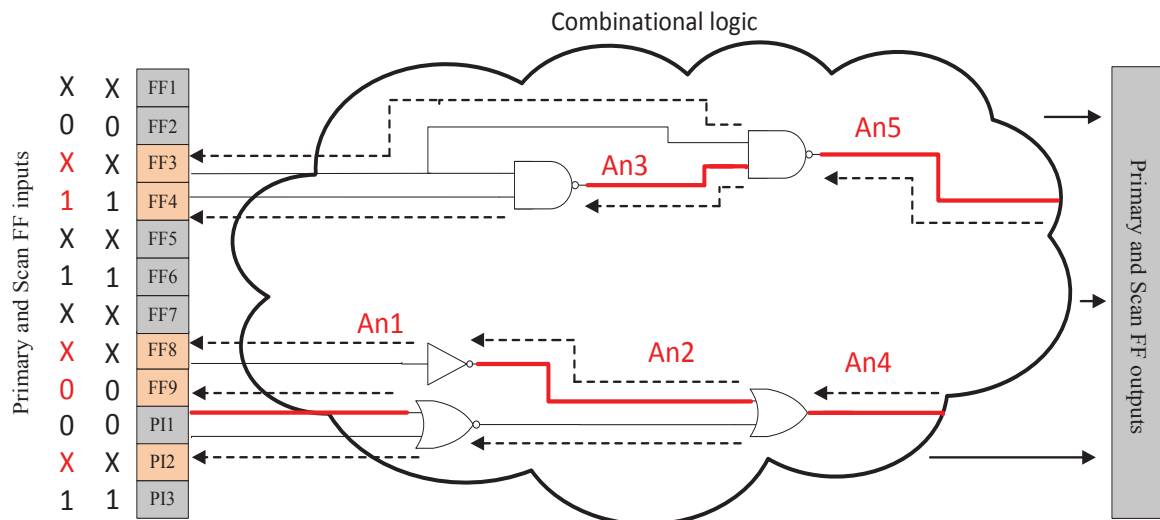 Combinational logic
Primary and Scan FF inputs
X X FF1
0 0 FF2
X X FF3
1 1 FF4
X X FF5
1 1 FF6
X X FF7
X X FF8
0 0 FF9
0 0 PI1
X X PI2
1 1 PI3
An5
An3
An1
An2
An4
Primary and Scan FF outputs